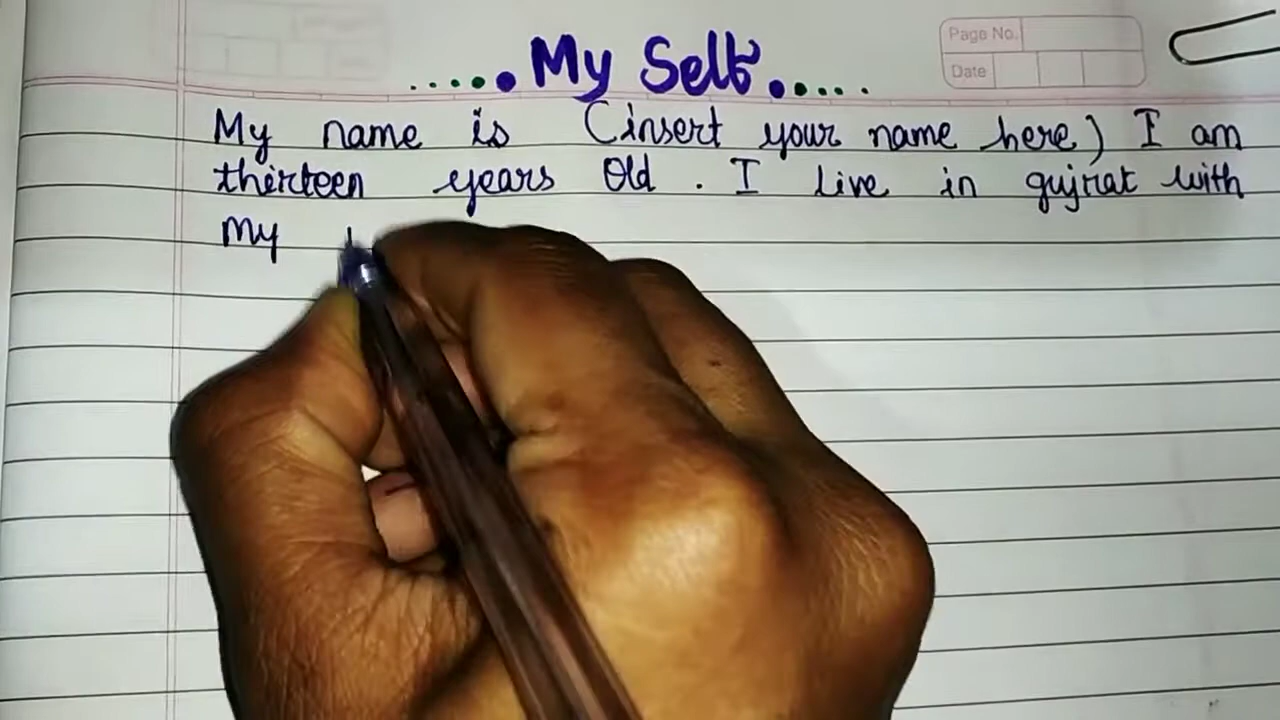 Page No.
Date
.....• My Self •.....
My name is (insert your name here) I am
thirteen years old . I live in gujrat with
My